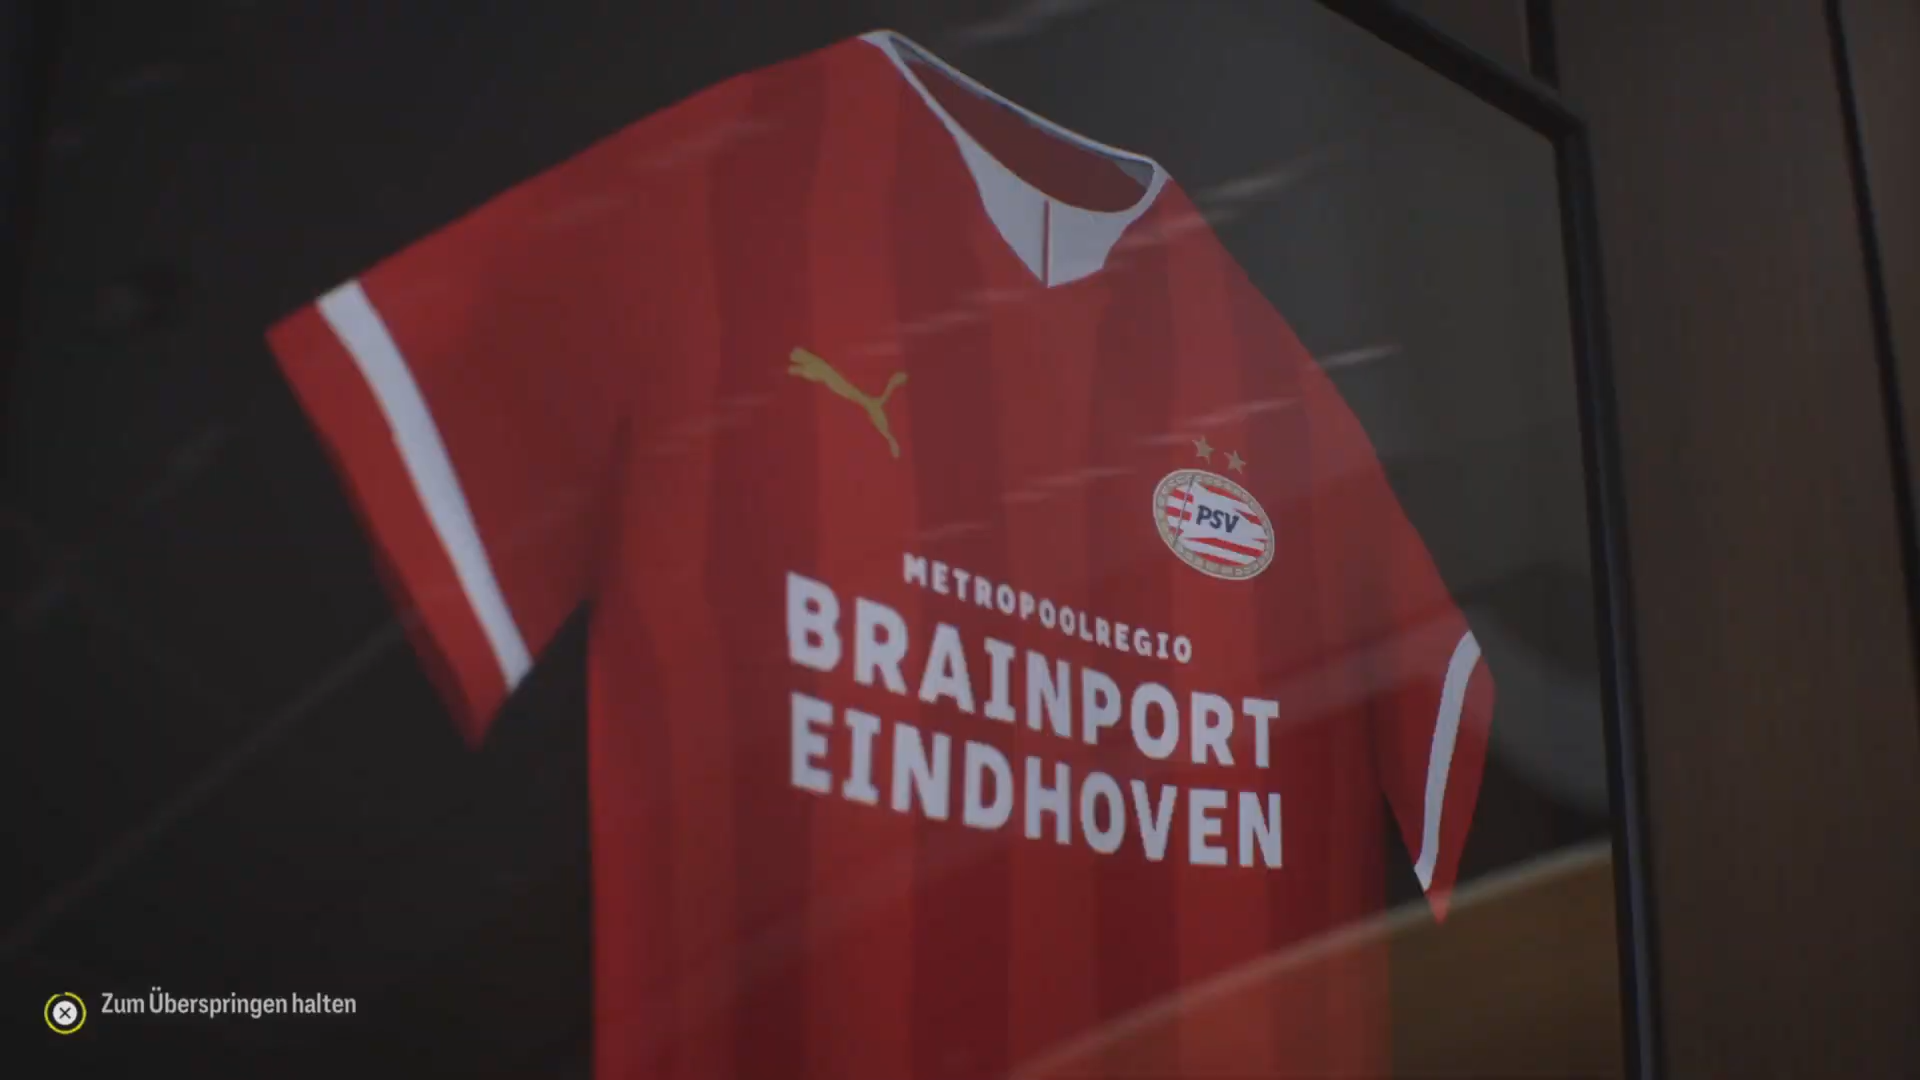 PSV
METROPOOLREGIO
BRAINPORT
EINDHOVEN
Zum Überspringen halten